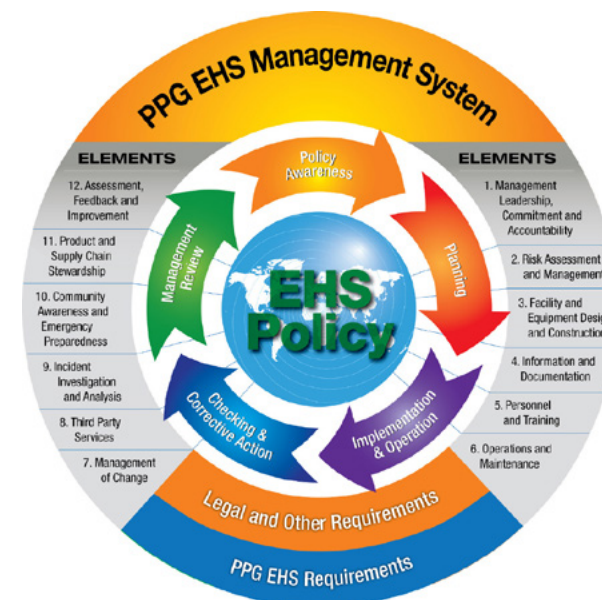 PPG EHS Management System
ELEMENTS
12. Assessment,
Feedback and
Improvement
11. Product and
Supply Chain
Stewardship
10. Community
Awareness and
Emergency
Preparedness
9. Incident
Investigation
and Analysis
8. Third Party
Services
7. Management
of Change
ELEMENTS
1. Management
Leadership,
Commitment and
Accountability
2. Risk Assessment
and Management
3. Facility and
Equipment Desig
and Construction
4. Information and
Documentation
5. Personnel
and Training
6. Operations and
Maintenance
Policy
Awareness
Planning
Implementation
& Operation
Checking &
Corrective Action
Management
Review
EHS
Policy
Legal and Other Requirements
PPG EHS Requirements